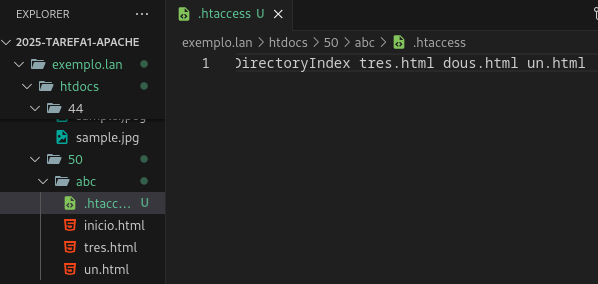 EXPLORER
2025-TAREFA1-APACHE
exemplo.lan
htdocs
44
sample.jpg
50
abc
.htacc... U
inicio.html
tres.html
un.html
.htaccess U
exemplo.lan > htdocs > 50 > abc > .htaccess
1 DirectoryIndex tres.html dous.html un.html